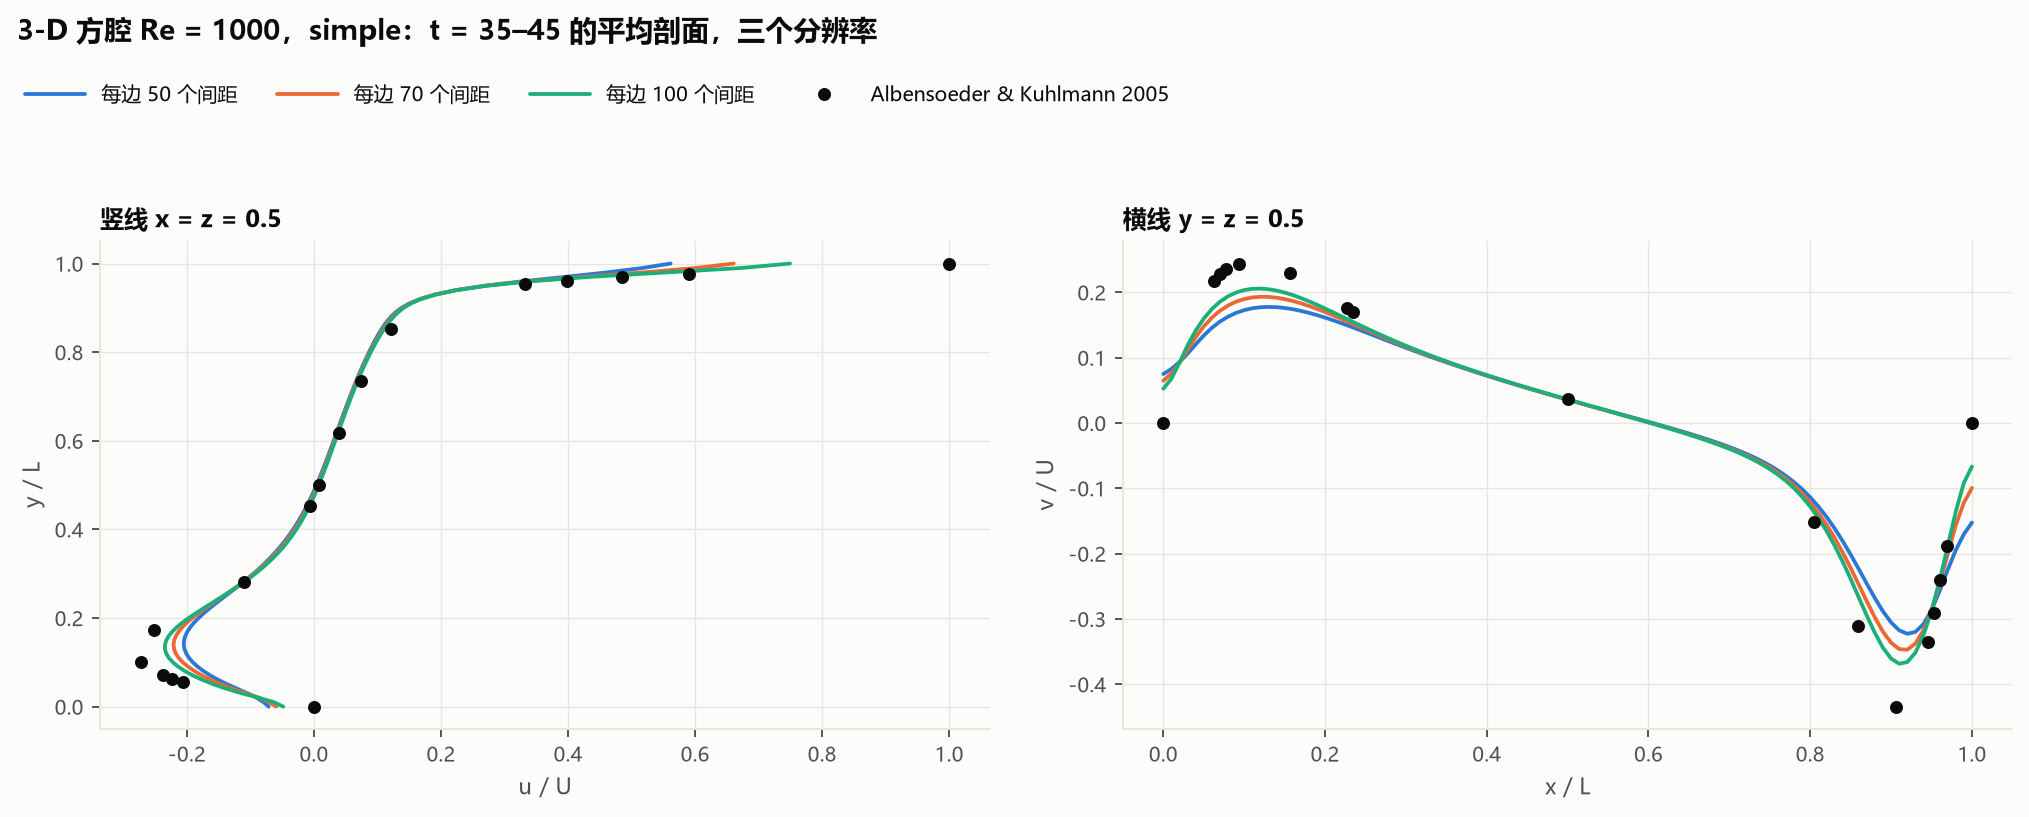 3-D 方腔 Re = 1000，simple：t = 35–45 的平均剖面，三个分辨率
每边 50 个间距 每边 70 个间距 每边 100 个间距 Albensoeder & Kuhlmann 2005
竖线 x = z = 0.5
1.0
0.8
0.6
0.4
0.2
0.0
y / L
-0.2 0.0 0.2 0.4 0.6 0.8 1.0
u / U
横线 y = z = 0.5
0.2
0.1
0.0
-0.1
-0.2
-0.3
-0.4
v / U
0.0 0.2 0.4 0.6 0.8 1.0
x / L